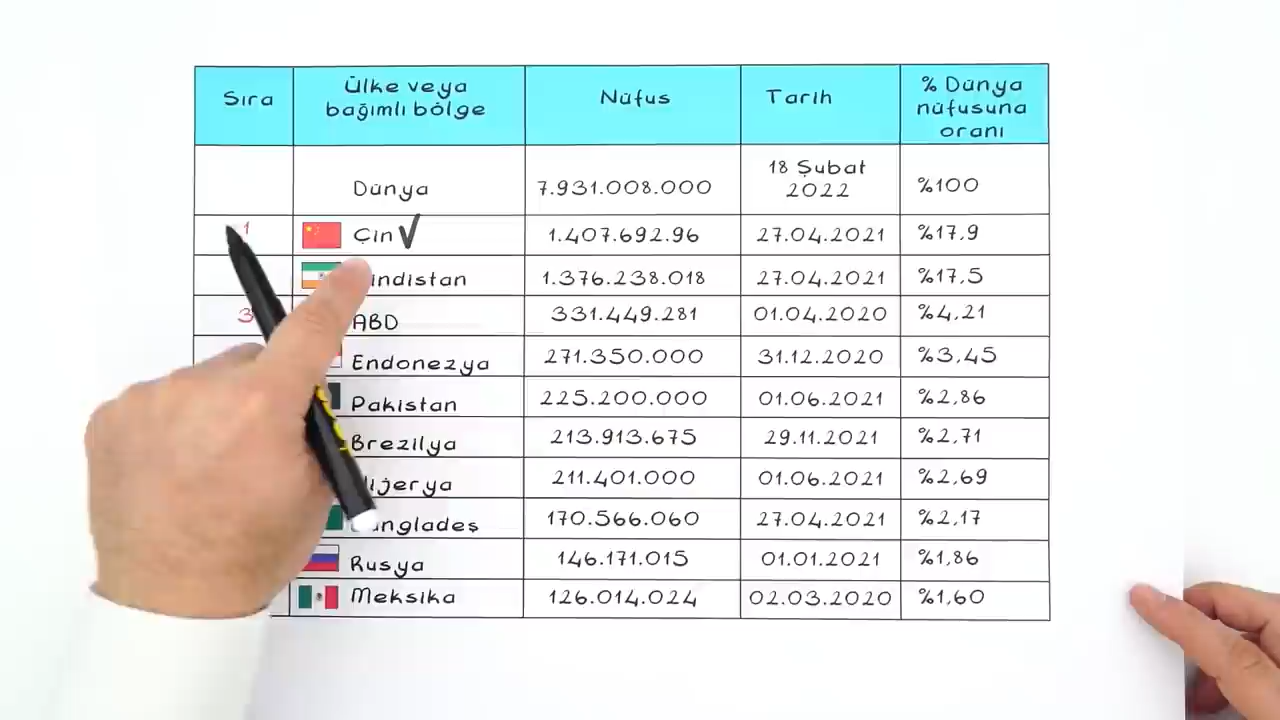 Sıra
Ülke veya
bağımlı bölge
Nüfus
Tarih
% Dünya
nüfusuna
oranı
Dünya
7.931.008.000
18 Şubat
2022
%100
1
Çin
1.407.692.96
27.04.2021
%17,9
1.376.238.018
27.04.2021
%17,5
3
ABD
331.449.281
01.04.2020
%4,21
Endonezya
271.350.000
31.12.2020
%3,45
Pakistan
225.200.000
01.06.2021
%2,86
Brezilya
213.913.675
29.11.2021
%2,71
211.401.000
01.06.2021
%2,69
170.566.060
27.04.2021
%2,17
Rusya
146.171.015
01.01.2021
%1,86
Meksika
126.014.024
02.03.2020
%1,60